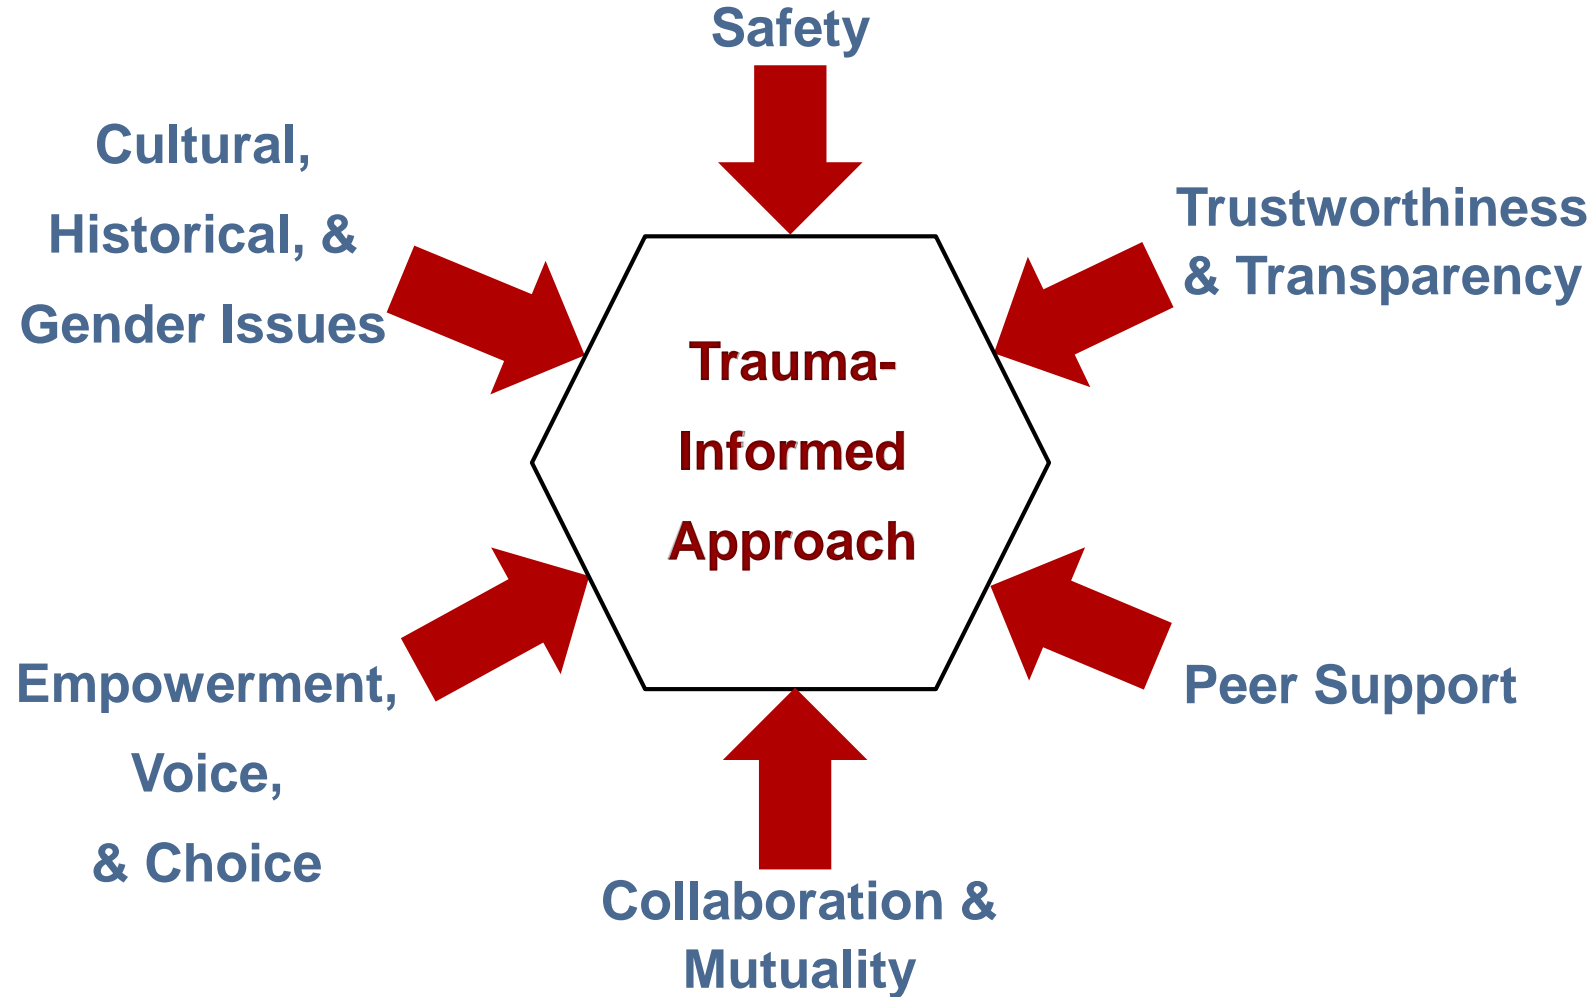 Safety
Trustworthiness
& Transparency
Peer Support
Collaboration &
Mutuality
Empowerment,
Voice,
& Choice
Cultural,
Historical, &
Gender Issues
Trauma-
Informed
Approach